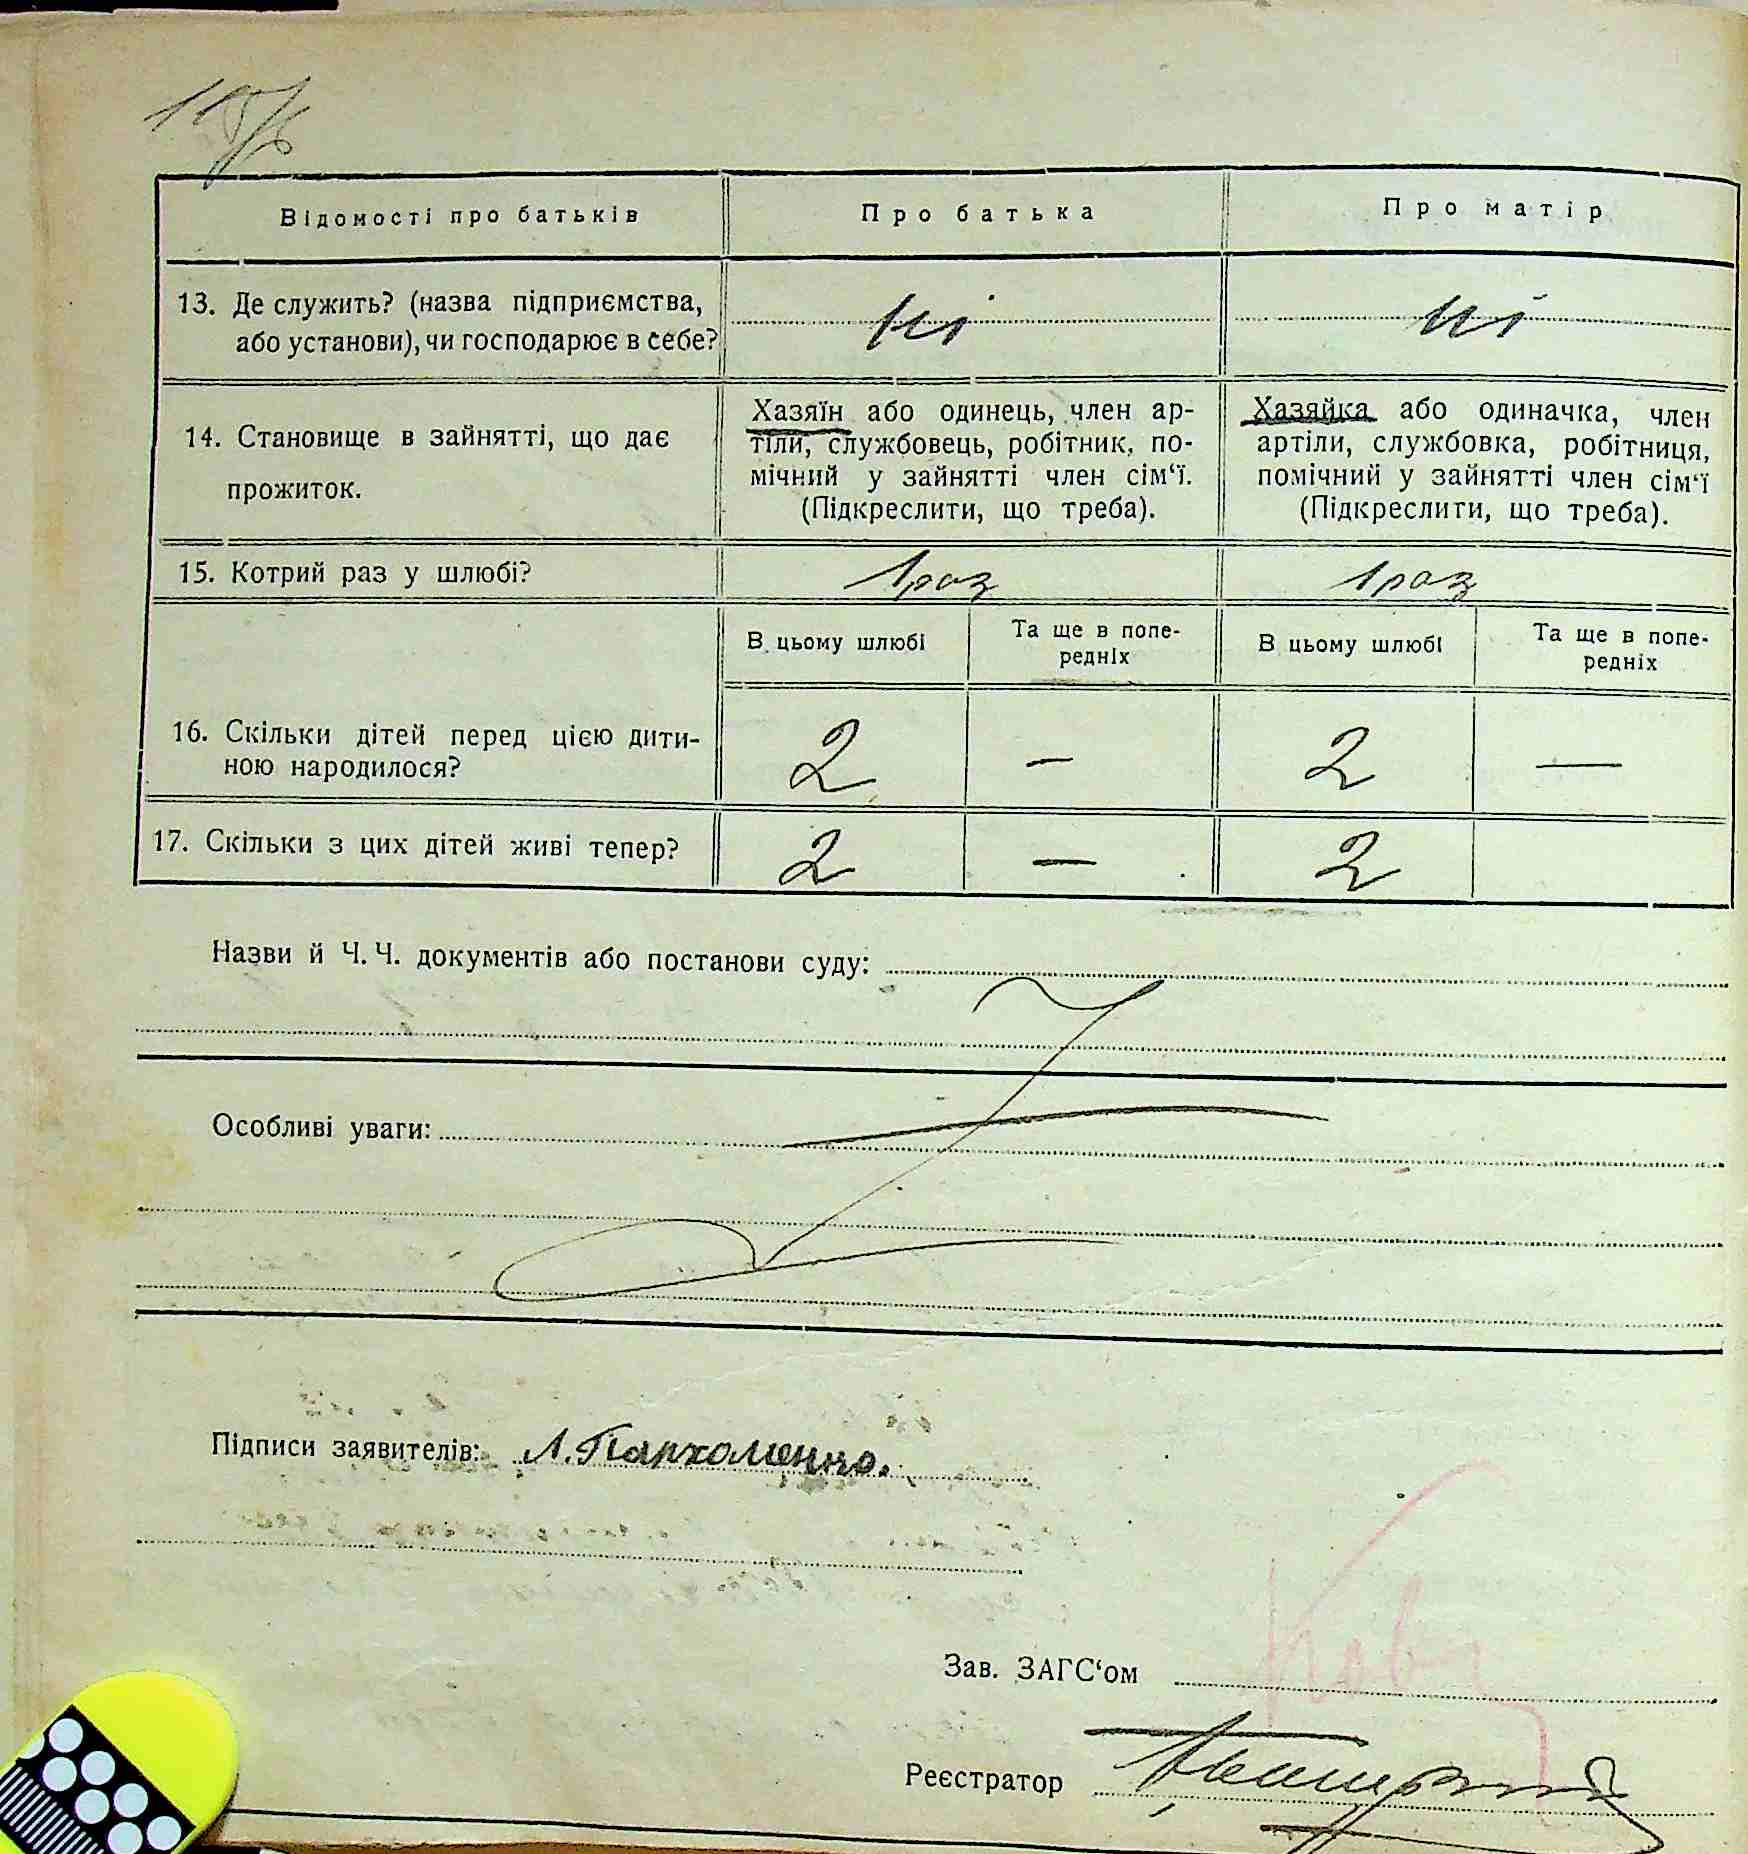 Відомості про батьків
Про батька
Про матір
13. Де служить? (назва підприємства,
або установи), чи господарює в себе?
ні
ні
14. Становище в зайнятті, що дає
прожиток.
Хазяїн або одинець, член ар-
тіли, службовець, робітник, по-
мічний у зайнятті член сім‘ї.
(Підкреслити, що треба).
Хазяйка або одиначка, член
артіли, службовка, робітниця,
помічний у зайнятті член сім‘ї
(Підкреслити, що треба).
15. Котрий раз у шлюбі?
1 раз
1 раз
В цьому шлюбі
Та ще в попе-
редніх
В цьому шлюбі
Та ще в попе-
редніх
16. Скільки дітей перед цією дити-
ною народилося?
2 — 2 —
17. Скільки з цих дітей живі тепер?
2 — 2
Назви й Ч. Ч. документів або постанови суду:
Особливі уваги:
Підписи заявителів: Л. Пархоменко.
Зав. ЗАГС‘ом
Реєстратор